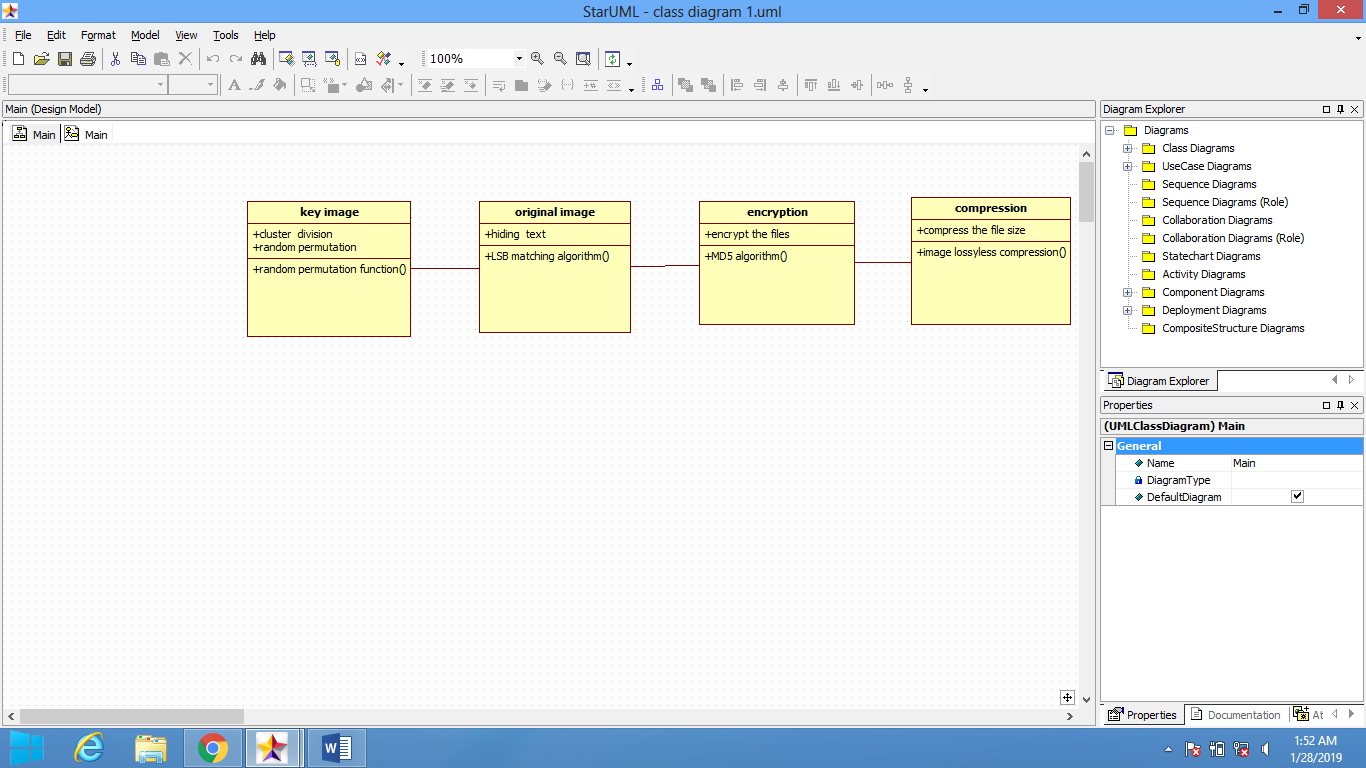 StarUML - class diagram 1.uml
File Edit Format Model View Tools Help
100%
Main (Design Model)
Main Main
key image
+cluster division
+random permutation
+random permutation function()
original image
+hiding text
+LSB matching algorithm()
encryption
+encrypt the files
+MD5 algorithm()
compression
+compress the file size
+image lossyless compression()
Diagram Explorer
Diagrams
Class Diagrams
UseCase Diagrams
Sequence Diagrams
Sequence Diagrams (Role)
Collaboration Diagrams
Collaboration Diagrams (Role)
Statechart Diagrams
Activity Diagrams
Component Diagrams
Deployment Diagrams
CompositeStructure Diagrams
Diagram Explorer
Properties
(UMLClassDiagram) Main
General
Name Main
DiagramType
DefaultDiagram
Properties Documentation At
1:52 AM
1/28/2019